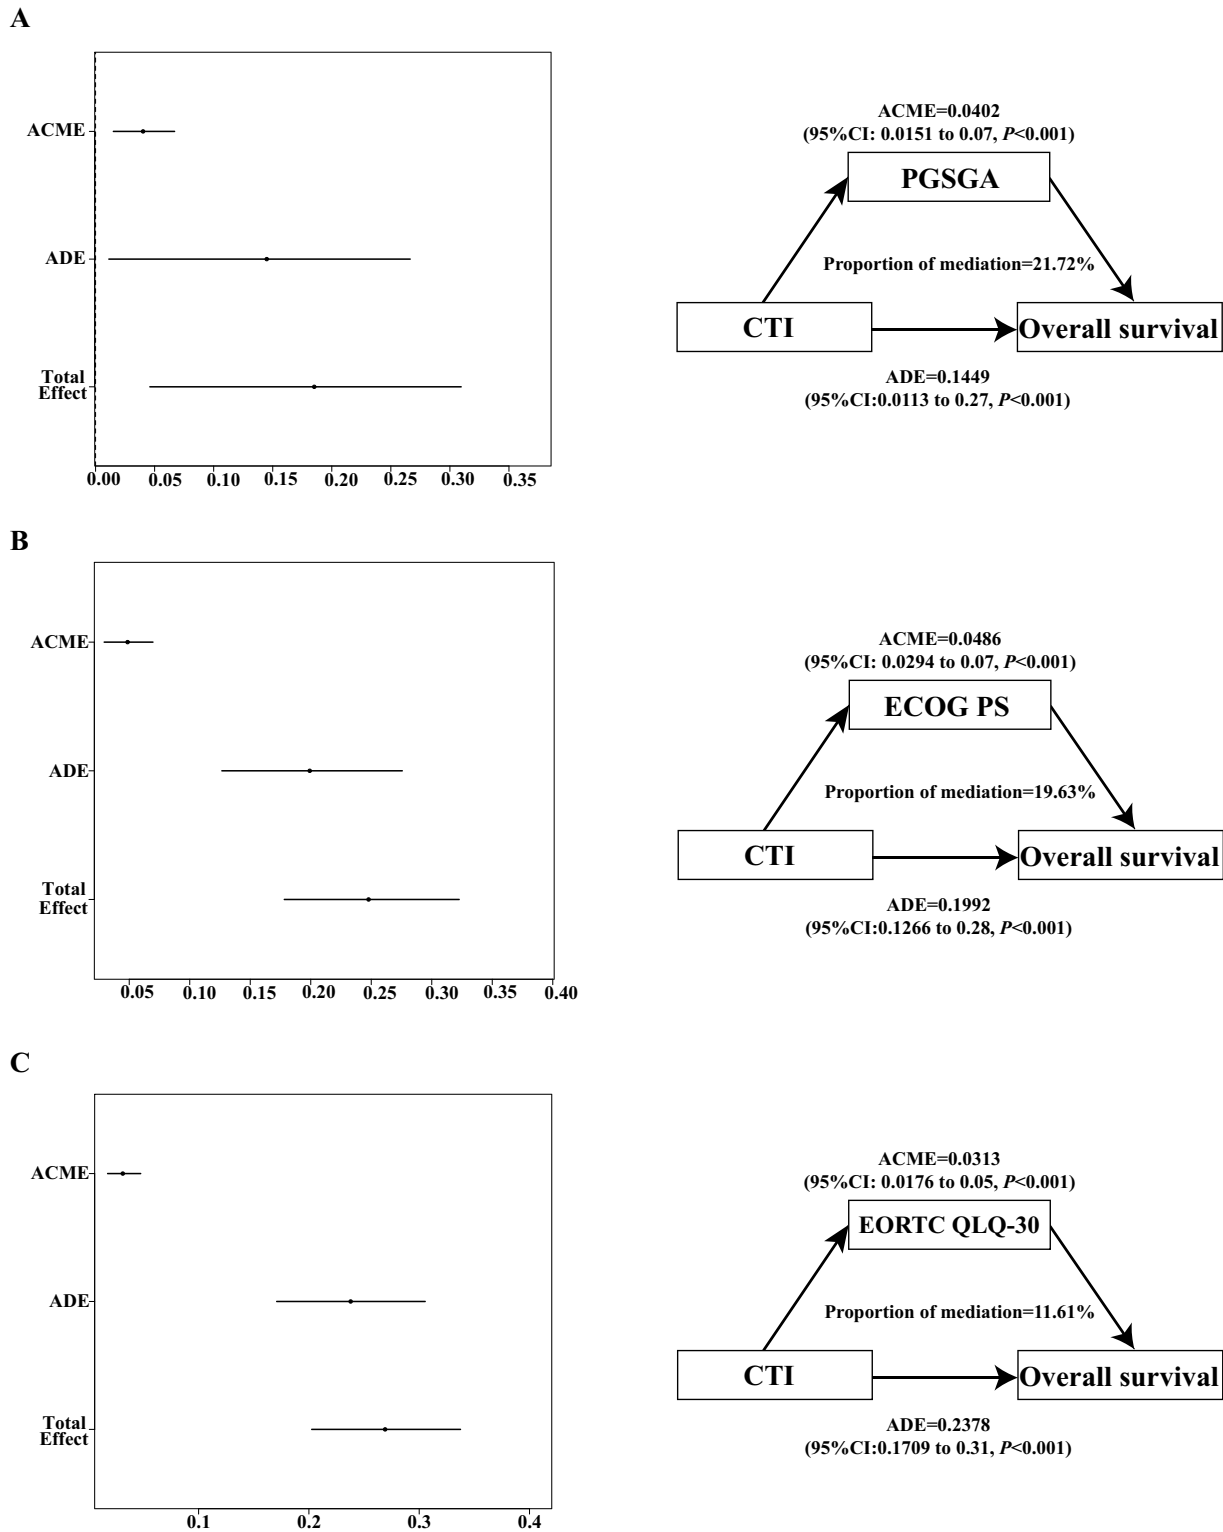 A
ACME
ADE
Total
Effect
0.00 0.05 0.10 0.15 0.20 0.25 0.30 0.35
ACME=0.0402
(95%CI: 0.0151 to 0.07, P<0.001)
PGSGA
Proportion of mediation=21.72%
CTI
Overall survival
ADE=0.1449
(95%CI:0.0113 to 0.27, P<0.001)
B
ACME
ADE
Total
Effect
0.05 0.10 0.15 0.20 0.25 0.30 0.35 0.40
ACME=0.0486
(95%CI: 0.0294 to 0.07, P<0.001)
ECOG PS
Proportion of mediation=19.63%
CTI
Overall survival
ADE=0.1992
(95%CI:0.1266 to 0.28, P<0.001)
C
ACME
ADE
Total
Effect
0.1 0.2 0.3 0.4
ACME=0.0313
(95%CI: 0.0176 to 0.05, P<0.001)
EORTC QLQ-30
Proportion of mediation=11.61%
CTI
Overall survival
ADE=0.2378
(95%CI:0.1709 to 0.31, P<0.001)